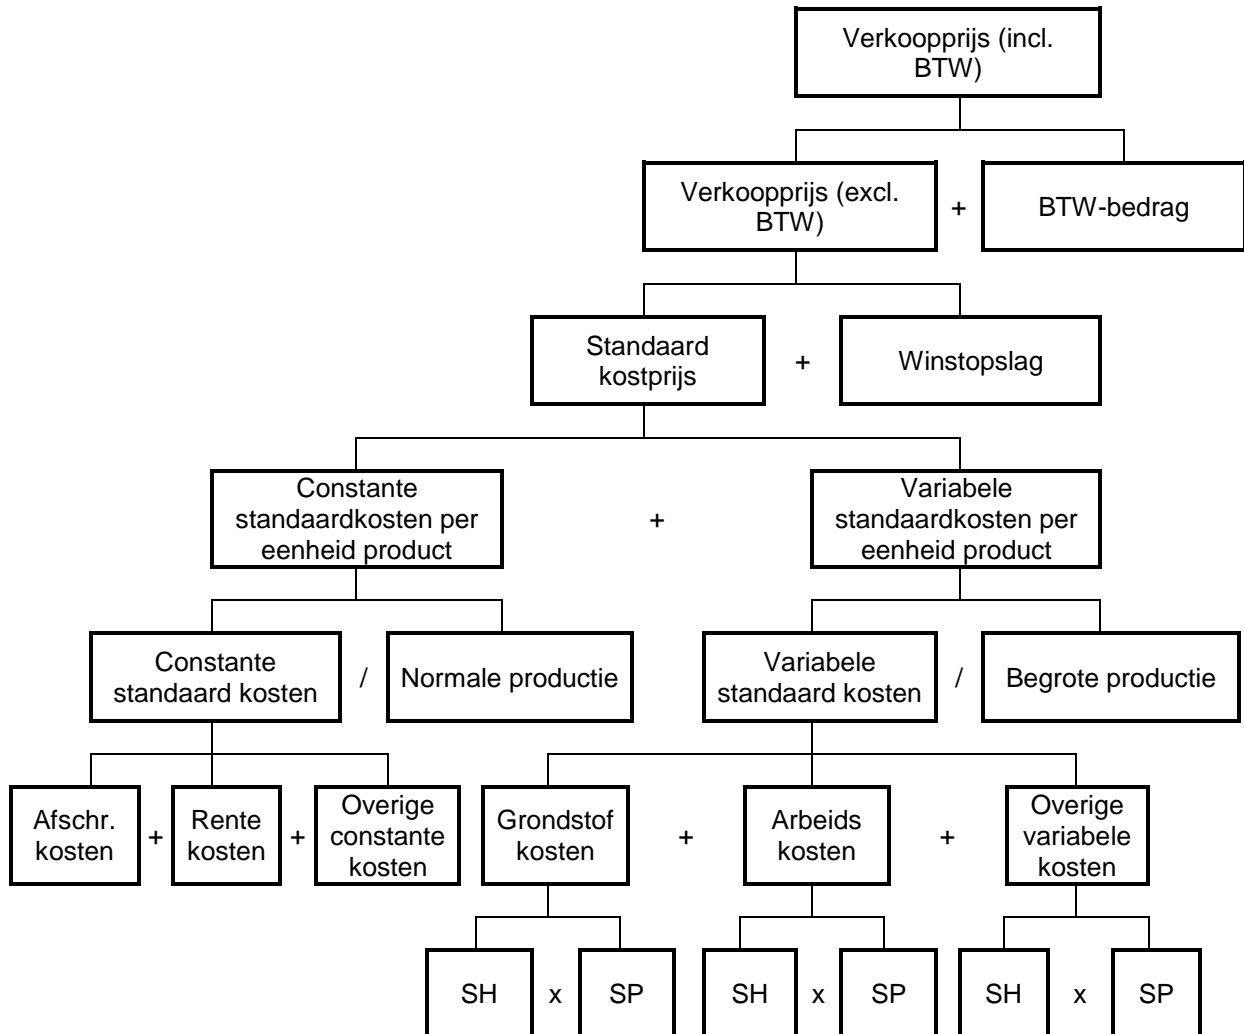 Verkoopprijs (incl.
BTW)
Verkoopprijs (excl.
BTW)
+
BTW-bedrag
Standaard
kostprijs
+
Winstopslag
Constante
standaardkosten per
eenheid product
+
Variabele
standaardkosten per
eenheid product
Constante
standaard kosten
/
Normale productie
Variabele
standaard kosten
/
Begrote productie
Afschr.
kosten
+
Rente
kosten
+
Overige
constante
kosten
Grondstof
kosten
+
Arbeids
kosten
+
Overige
variabele
kosten
SH
x
SP
SH
x
SP
SH
x
SP